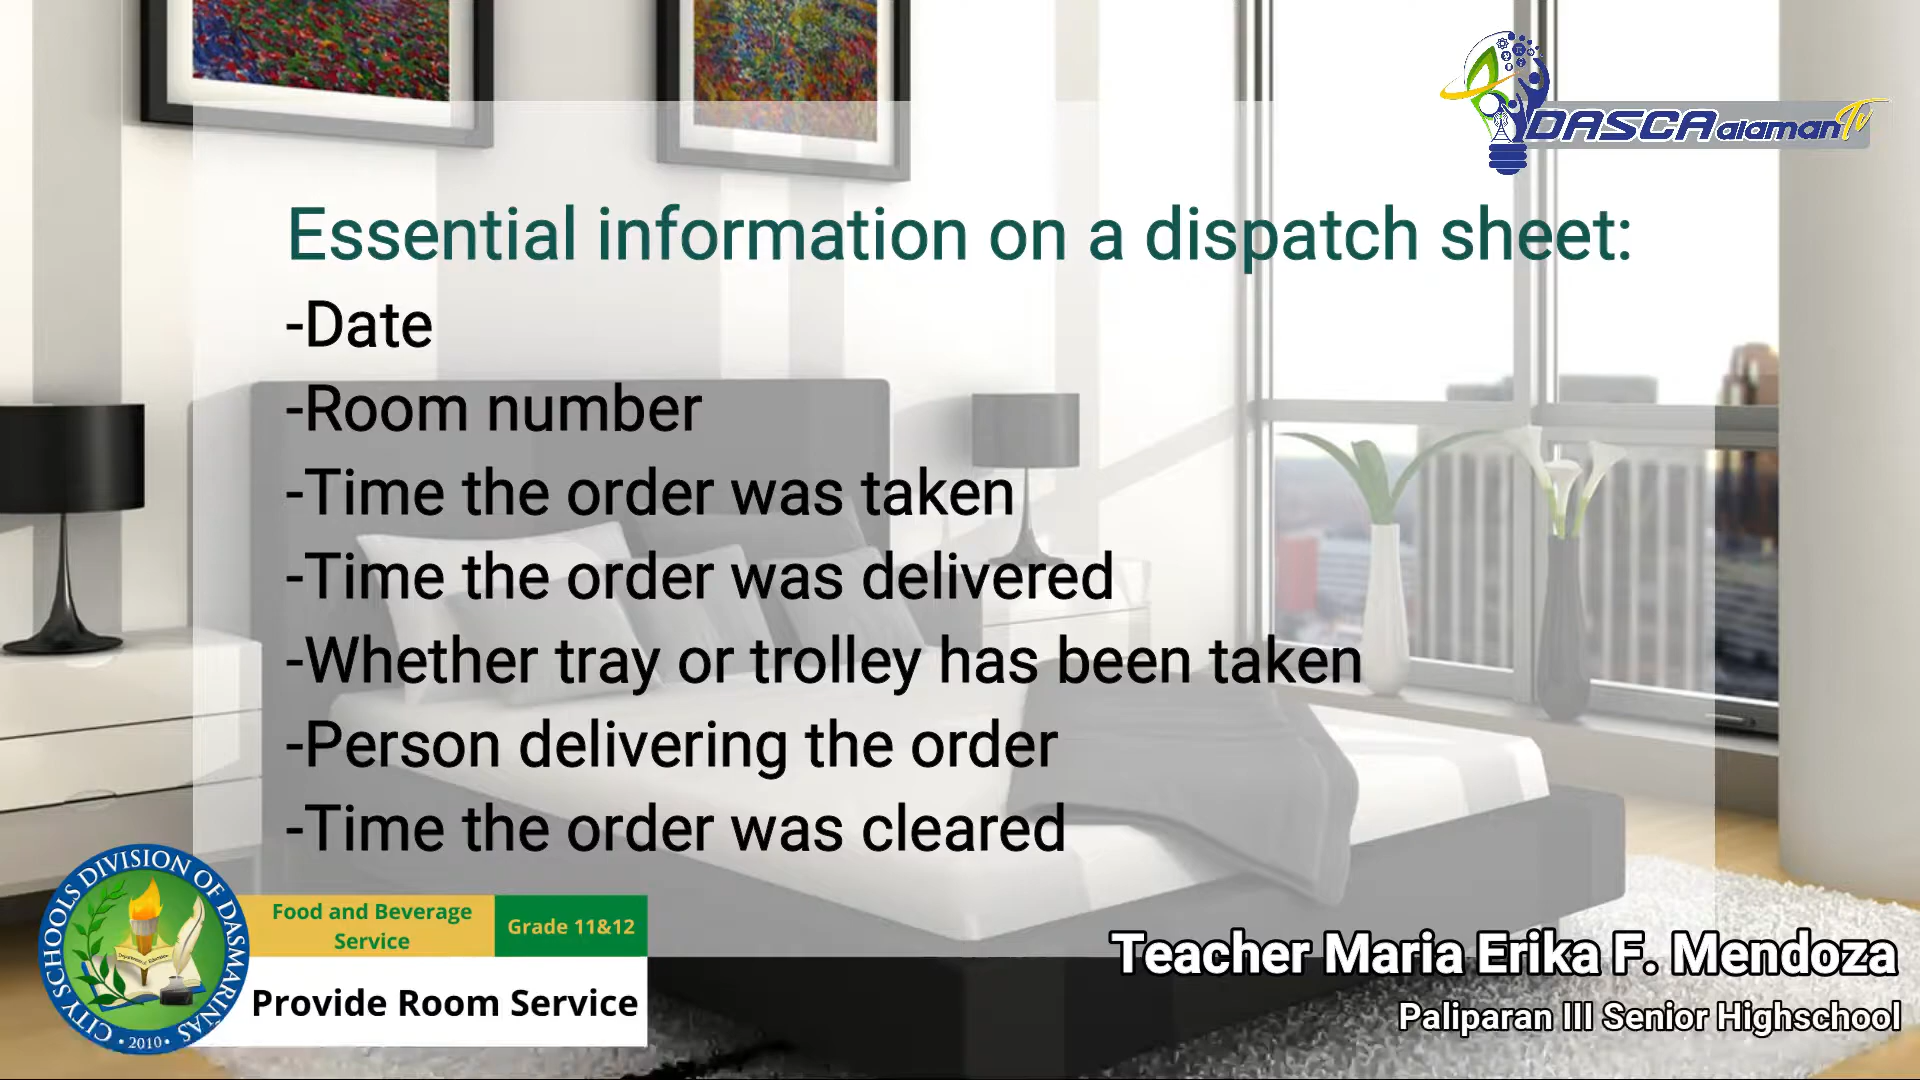 DASCAalamanTv
Essential information on a dispatch sheet:
-Date
-Room number
-Time the order was taken
-Time the order was delivered
-Whether tray or trolley has been taken
-Person delivering the order
-Time the order was cleared
CITY SCHOOLS DIVISION OF DASMARIÑAS
• 2010 •
Food and Beverage
Service
Grade 11&12
Provide Room Service
Teacher Maria Erika F. Mendoza
Paliparan III Senior Highschool